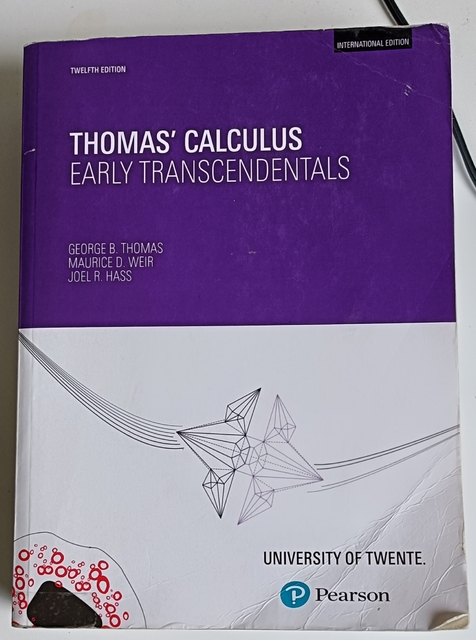 INTERNATIONAL EDITION
TWELFTH EDITION
THOMAS' CALCULUS
EARLY TRANSCENDENTALS
GEORGE B. THOMAS
MAURICE D. WEIR
JOEL R. HASS
UNIVERSITY OF TWENTE.
P Pearson